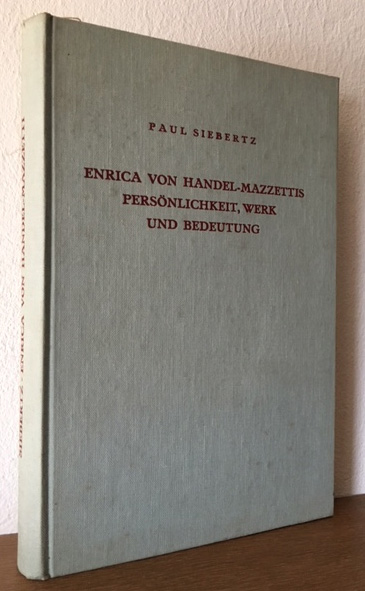 PAUL SIEBERTZ
ENRICA VON HANDEL-MAZZETTIS
PERSÖNLICHKEIT, WERK
UND BEDEUTUNG
SIEBERTZ · ENRICA VON HANDEL-MAZZETTI